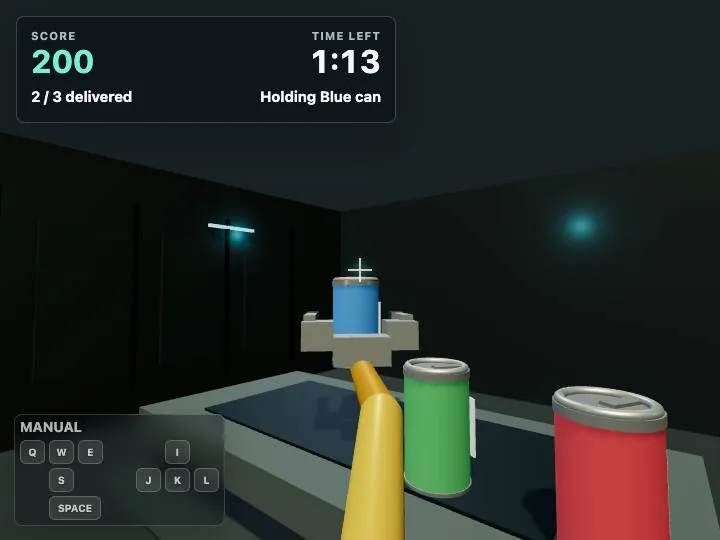 SCORE
200
2 / 3 delivered
TIME LEFT
1:13
Holding Blue can
MANUAL
Q W E I
S J K L
SPACE